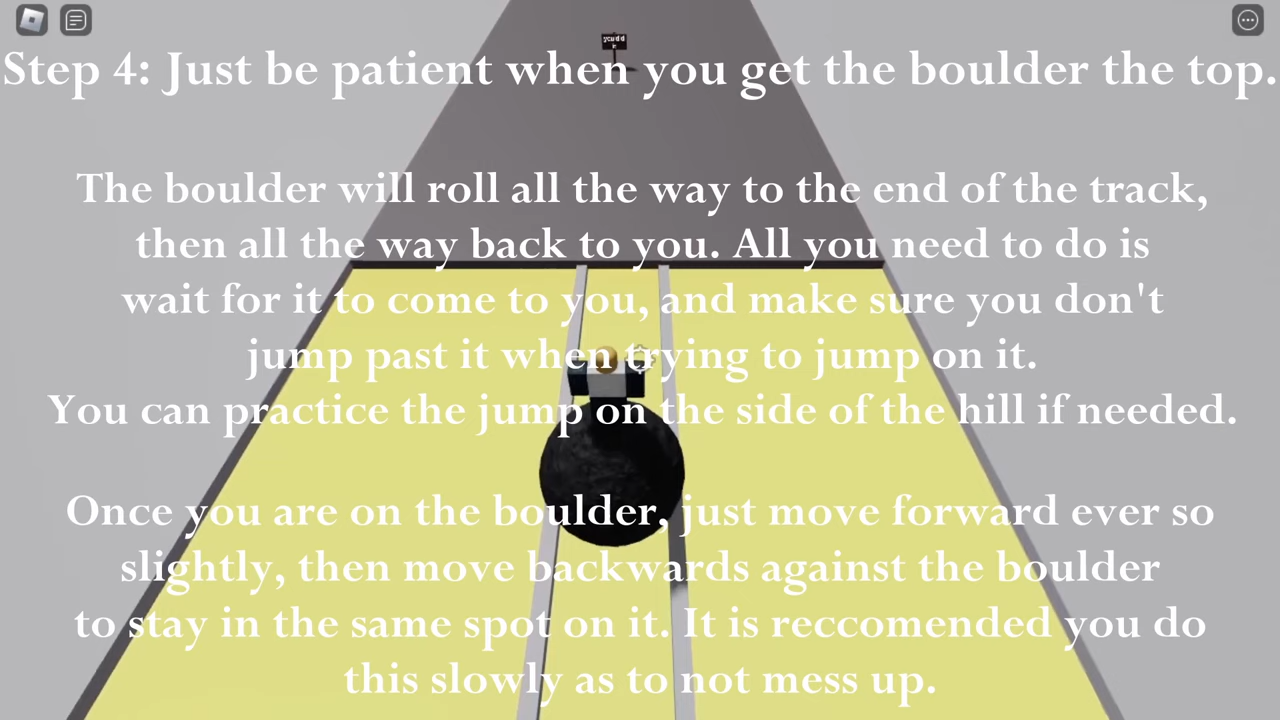 you did
it
Step 4: Just be patient when you get the boulder the top.
The boulder will roll all the way to the end of the track,
then all the way back to you. All you need to do is
wait for it to come to you, and make sure you don't
jump past it when trying to jump on it.
You can practice the jump on the side of the hill if needed.
Once you are on the boulder, just move forward ever so
slightly, then move backwards against the boulder
to stay in the same spot on it. It is reccomended you do
this slowly as to not mess up.